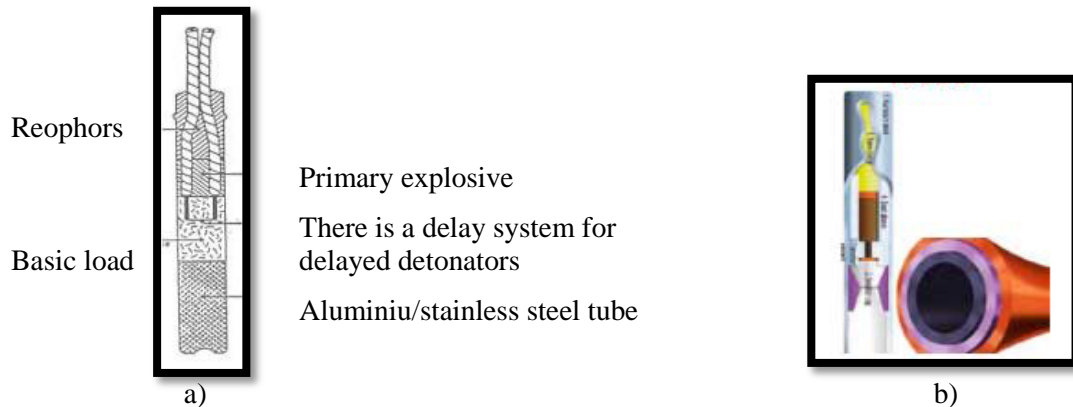 Reophors
Primary explosive
There is a delay system for
delayed detonators
Basic load
Aluminiu/stainless steel tube
a)
b)